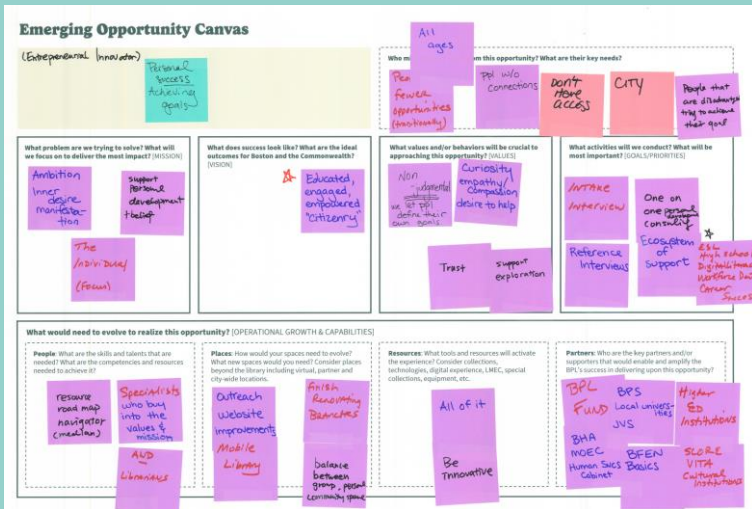 Emerging Opportunity Canvas
(Entrepreneurial Innovator)
Personal
Success
Achieving
goals
Who
this opportunity? What are their key needs?
All
ages
fewer
opportunities
(traditionally)
ppl w/o
connections
DON'T
HAVE
ACCESS
CITY
People that
are
trying to achieve
their goal
What problem are we trying to solve? What will
we focus on to deliver the most impact? [MISSION]
Ambition
Inner
desire
manifesta-
tion
support
personal
development
+ belief
The
Individual
(Focus)
What does success look like? What are the ideal
outcomes for Boston and the Commonwealth?
[VISION]
Educated,
engaged,
empowered
"citizenry"
What values and/or behaviors will be crucial to
approaching this opportunity? [VALUES]
Non
-judgmental
we let ppl
define their
own goals
Curiosity
empathy/
compassion
desire to help
Trust
support
exploration
What activities will we conduct? What will be
most important? [GOALS/PRIORITIES]
INTAKE
Interview
One on
one
consulting
Ecosystem
of
support
Reference
Interviews
ESL
High School
Digital Literacy
Workforce Dev
Career
Success
What would need to evolve to realize this opportunity? [OPERATIONAL GROWTH & CAPABILITIES]
People: What are the skills and talents that are
needed? What are the competencies and resources
needed to achieve it?
resource
road map
navigator
(median)
Specialists
who buy
into the
values &
mission
AND
Librarians
Places: How would your spaces need to evolve?
What new spaces would you need? Consider places
beyond the library including virtual, partner and
city-wide locations.
Outreach
Website
improvements
Mobile
Library
Finish
Renovating
Branches
balance
between
group, personal
community space
Resources: What tools and resources will activate
the experience? Consider collections,
technologies, digital experience, LMEC, special
collections, equipment, etc.
All of it
Be
Innovative
Partners: Who are the key partners and/or
supporters that would enable and amplify the
BPL's success in delivering upon this opportunity?
BPL
FUND
BPS
Local univers-
ities
JVS
Higher
ED
Institutions
BHA
MOEC
Human Svcs
Cabinet
BFEN
Basics
SCORE
VITA
Cultural
Institutions